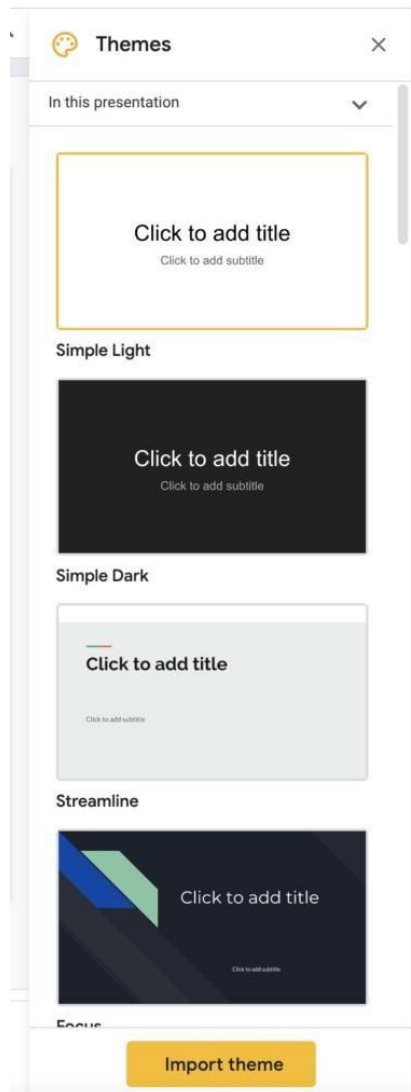 Themes
In this presentation
Click to add title
Click to add subtitle
Simple Light
Click to add title
Click to add subtitle
Simple Dark
Click to add title
Click to add subtitle
Streamline
Click to add title
Click to add subtitle
Focus
Import theme